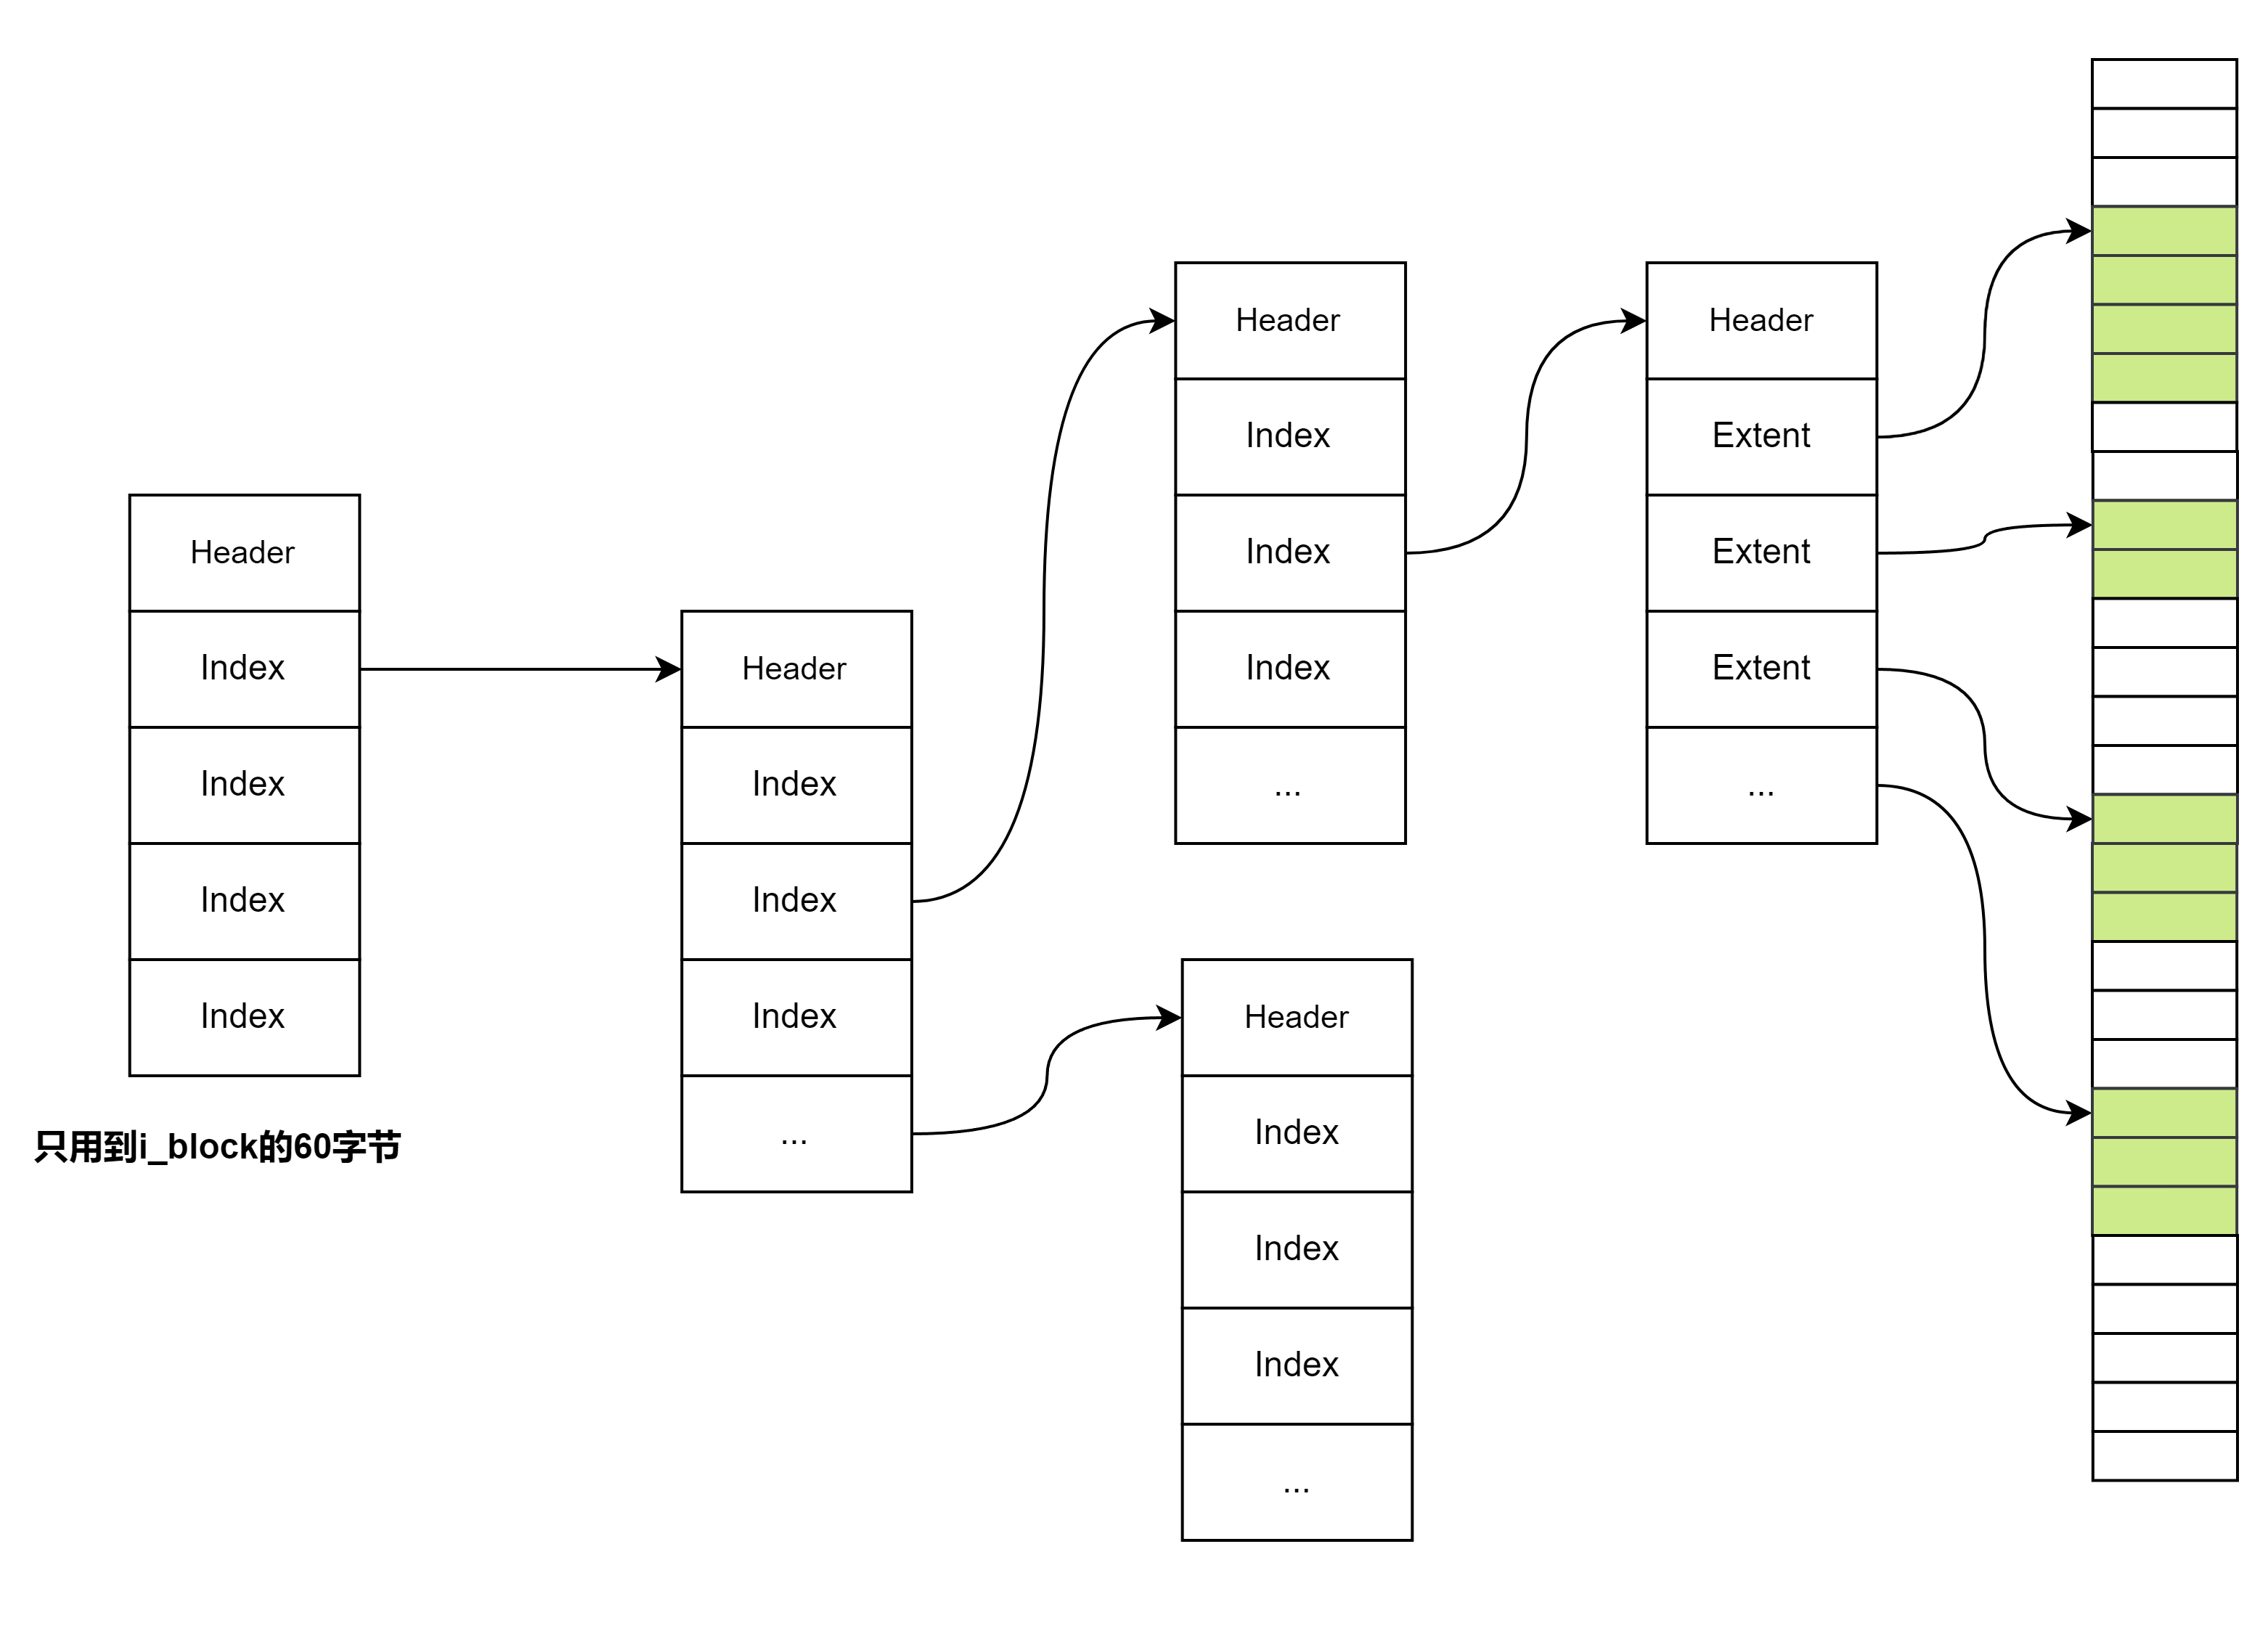 Header
Index
Index
Index
Index
只用到i_block的60字节
Header
Index
Index
Index
...
Header
Index
Index
Index
...
Header
Index
Index
Index
...
Header
Extent
Extent
Extent
...